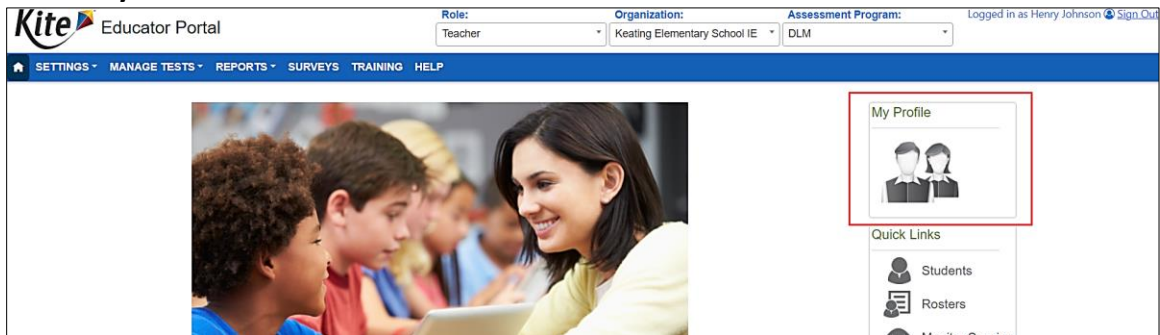 Kite Educator Portal
Role:
Teacher
Organization:
Keating Elementary School IE
Assessment Program:
DLM
Logged in as Henry Johnson Sign Out
SETTINGS MANAGE TESTS REPORTS SURVEYS TRAINING HELP
My Profile
Quick Links
Students
Rosters